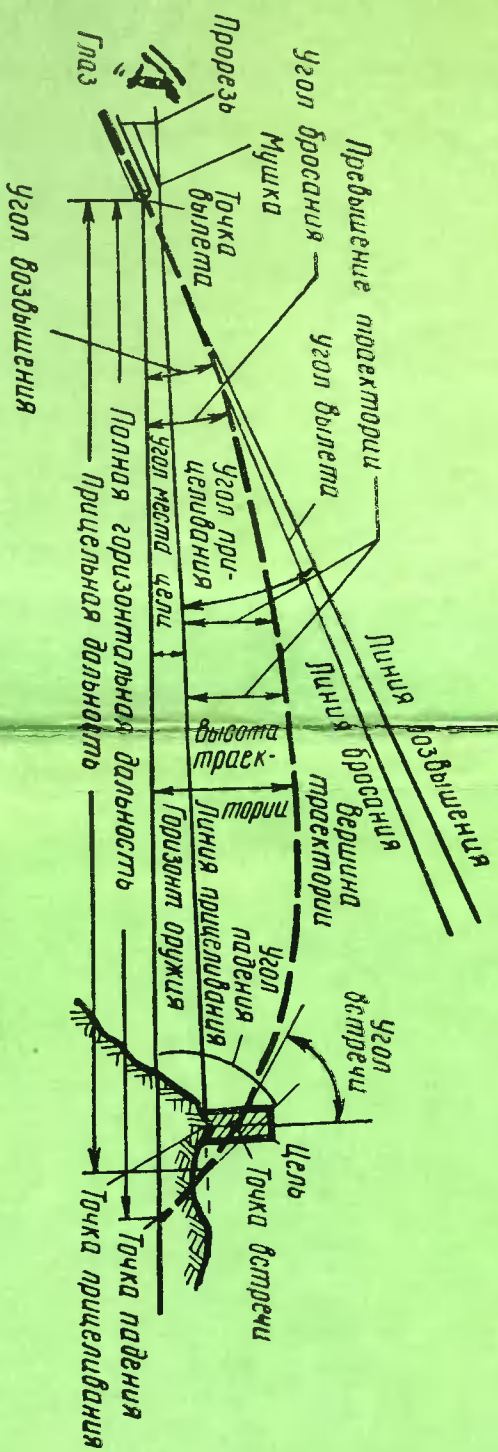 Превышение траектории
Угол бросания
Угол вылета
Прорезь
Мушка
Линия возвышения
Линия бросания
Глаз
Точка
вылета
Угол при-
целивания
Вершина
траектории
Высота
траек-
тории
Угол
падения
Угол
встречи
Угол места цели
Линия прицеливания
Горизонт оружия
Цель
Точка встречи
Угол возвышения
Полная горизонтальная дальность
Прицельная дальность
Точка падения
Точка прицеливания